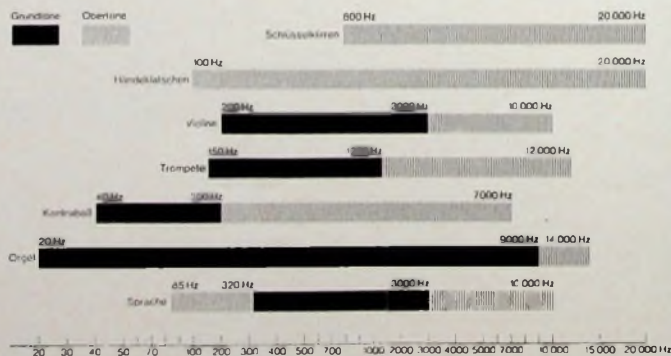 Grundtöne Obertöne
800 Hz 20 000 Hz
Schlüsselklirren
100 Hz 20 000 Hz
Händeklatschen
200 Hz 3000 Hz 10 000 Hz
Violine
150 Hz 12 000 Hz
Trompete
40 Hz 200 Hz 7000 Hz
Kontrabaß
20 Hz 9000 Hz 14 000 Hz
Orgel
85 Hz 320 Hz 3000 Hz 10 000 Hz
Sprache
20 30 40 50 70 100 200 300 400 500 700 1000 2000 3000 4000 5000 7000 10 000 15 000 20 000 Hz